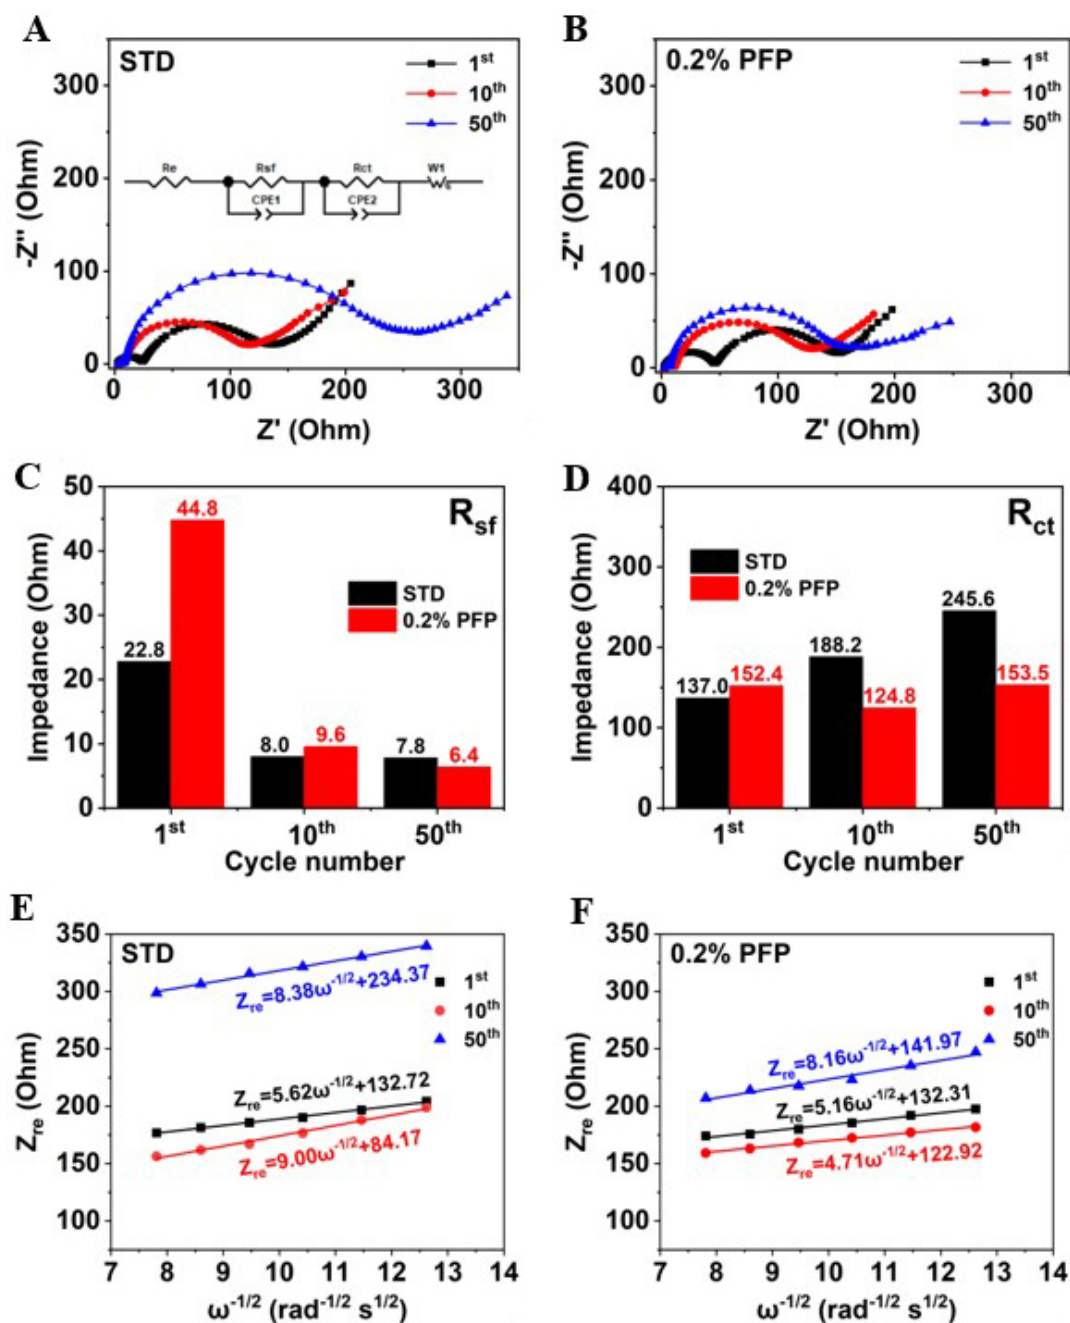 A
STD
1st
10th
50th
Re
Rsf
Rct
W1
CPE1
CPE2
s
-Z'' (Ohm)
300
200
100
0
0 100 200 300
Z' (Ohm)
B
0.2% PFP
1st
10th
50th
-Z'' (Ohm)
300
200
100
0
0 100 200 300
Z' (Ohm)
C
Rsf
STD
0.2% PFP
Impedance (Ohm)
50
40
30
20
10
0
22.8
44.8
8.0
9.6
7.8
6.4
1st 10th 50th
Cycle number
D
Rct
STD
0.2% PFP
Impedance (Ohm)
400
300
200
100
0
137.0
152.4
188.2
124.8
245.6
153.5
1st 10th 50th
Cycle number
E
STD
1st
10th
50th
Zre (Ohm)
350
300
250
200
150
100
Zre=8.38ω-1/2+234.37
Zre=5.62ω-1/2+132.72
Zre=9.00ω-1/2+84.17
7 8 9 10 11 12 13 14
ω-1/2 (rad-1/2 s1/2)
F
0.2% PFP
1st
10th
50th
Zre (Ohm)
350
300
250
200
150
100
Zre=8.16ω-1/2+141.97
Zre=5.16ω-1/2+132.31
Zre=4.71ω-1/2+122.92
7 8 9 10 11 12 13 14
ω-1/2 (rad-1/2 s1/2)